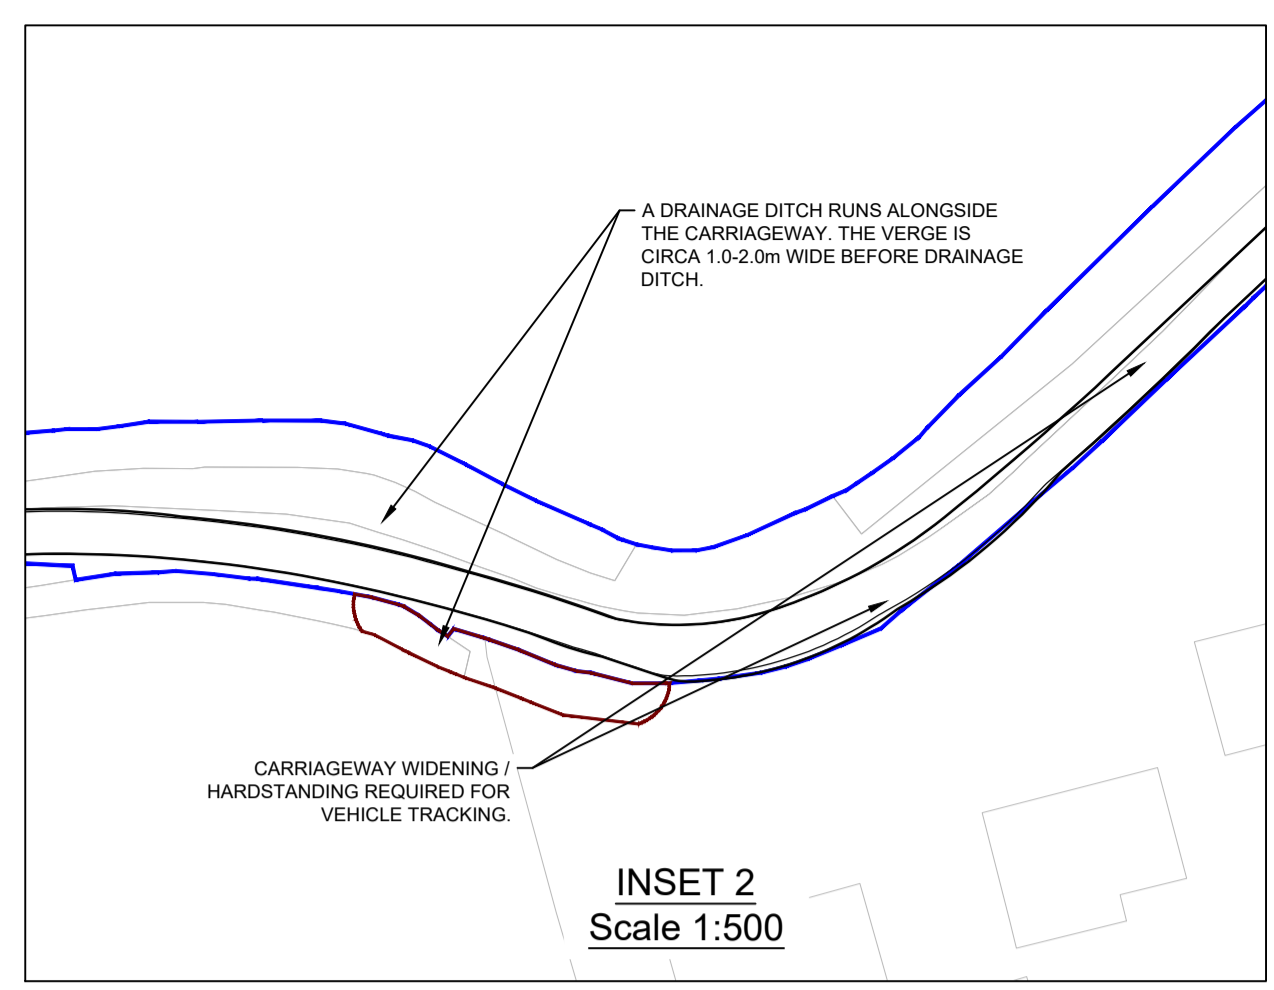 A DRAINAGE DITCH RUNS ALONGSIDE
THE CARRIAGEWAY. THE VERGE IS
CIRCA 1.0-2.0m WIDE BEFORE DRAINAGE
DITCH.
CARRIAGEWAY WIDENING /
HARDSTANDING REQUIRED FOR
VEHICLE TRACKING.
INSET 2
Scale 1:500